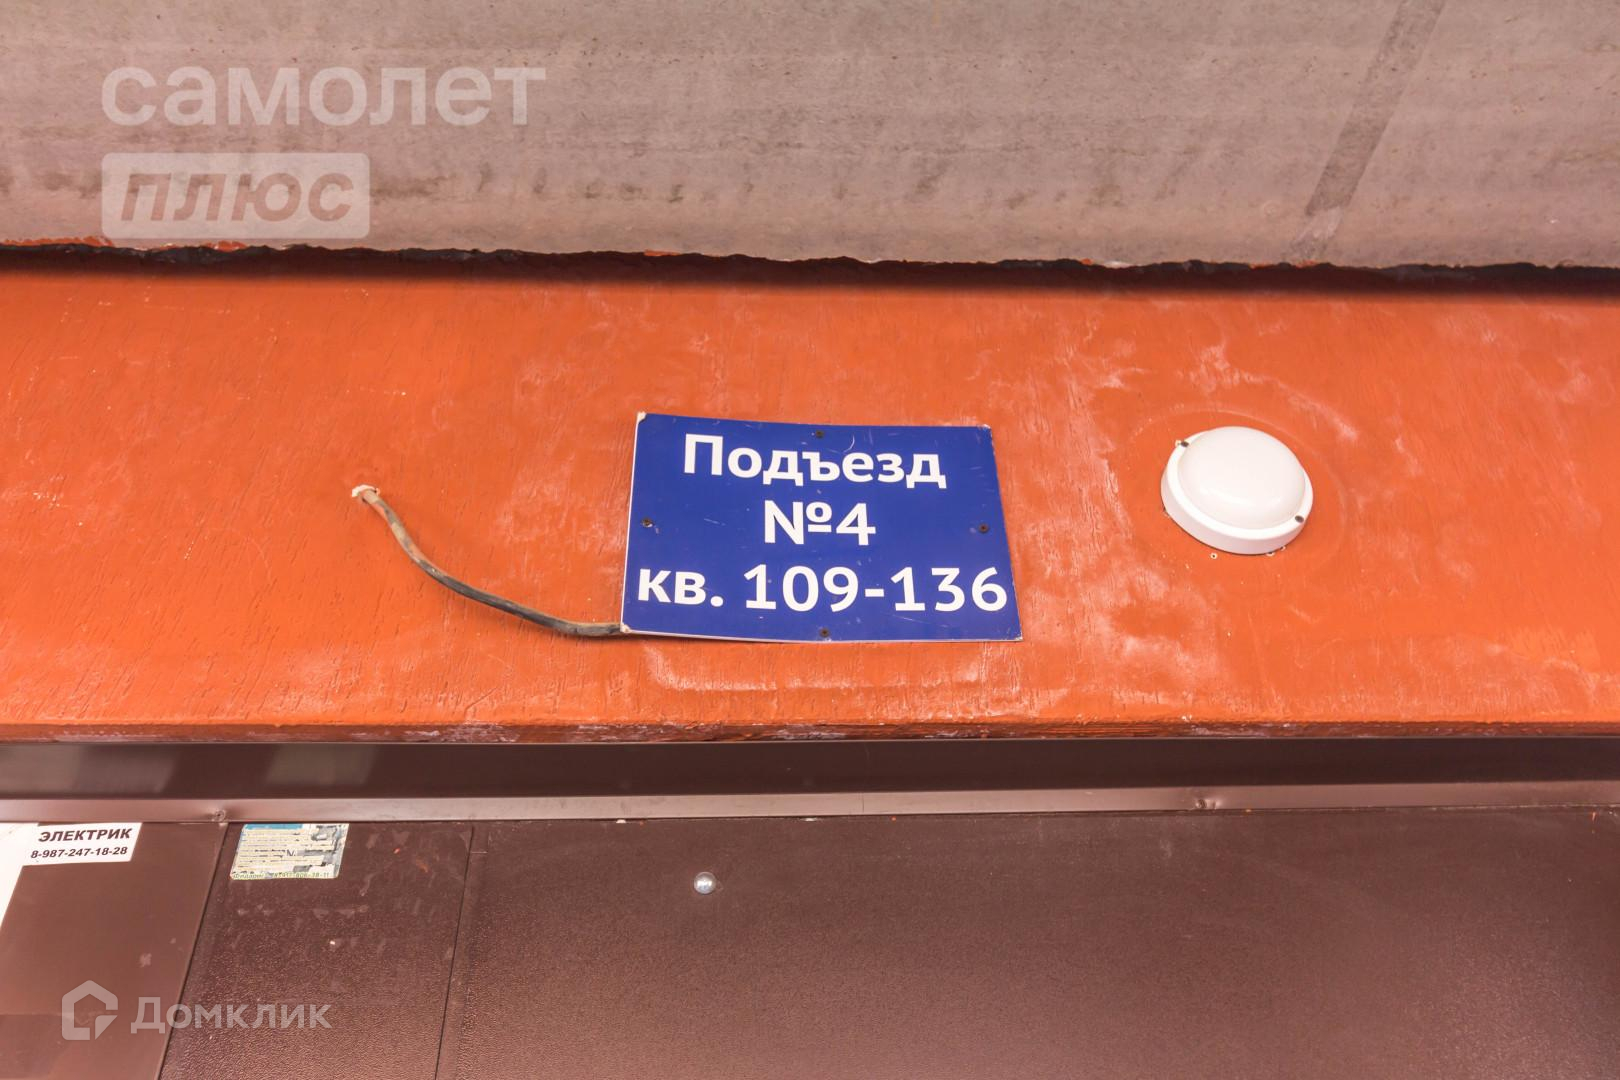 самолет
плюс
Подъезд
№4
кв. 109-136
ЭЛЕКТРИК
8-987-247-18-28
Домклик